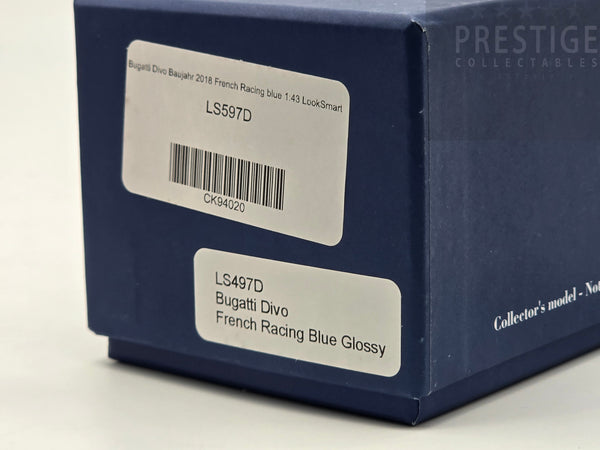 PRESTIGE
COLLECTABLES
Bugatti Divo Baujahr 2018 French Racing blue 1:43 LookSmart
LS597D
CK94020
LS497D
Bugatti Divo
French Racing Blue Glossy
Collector's model - Not